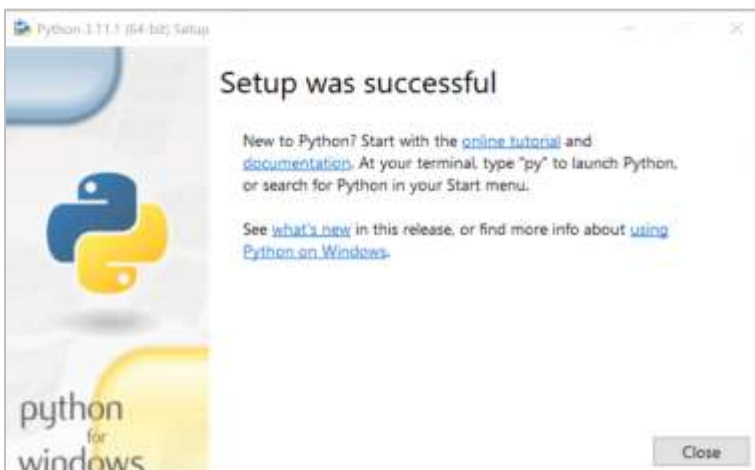 Python 3.11.1 (64-bit) Setup
Setup was successful
New to Python? Start with the online tutorial and
documentation. At your terminal, type "py" to launch Python,
or search for Python in your Start menu.
See what's new in this release, or find more info about using
Python on Windows.
python
for
windows
Close